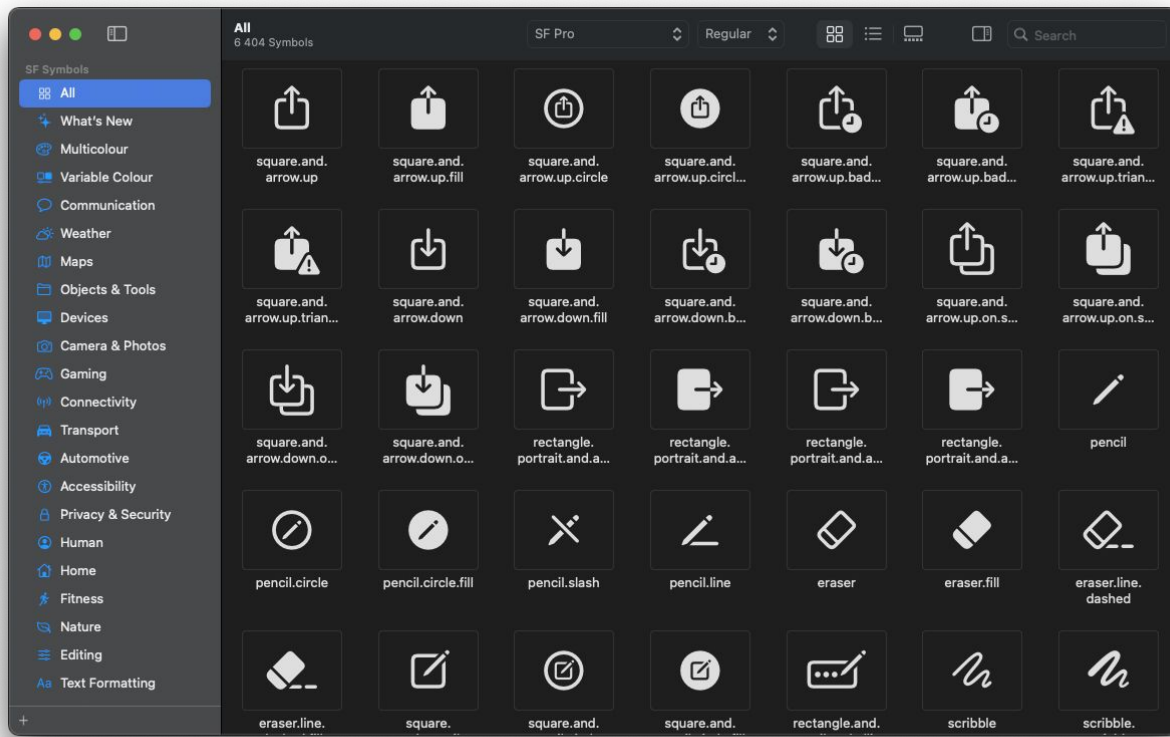 SF Symbols
All
What's New
Multicolour
Variable Colour
Communication
Weather
Maps
Objects & Tools
Devices
Camera & Photos
Gaming
Connectivity
Transport
Automotive
Accessibility
Privacy & Security
Human
Home
Fitness
Nature
Editing
Aa Text Formatting
+
All
6 404 Symbols
SF Pro
Regular
Search
square.and.
arrow.up
square.and.
arrow.up.fill
square.and.
arrow.up.circle
square.and.
arrow.up.circl...
square.and.
arrow.up.bad...
square.and.
arrow.up.bad...
square.and.
arrow.up.trian...
square.and.
arrow.up.trian...
square.and.
arrow.down
square.and.
arrow.down.fill
square.and.
arrow.down.b...
square.and.
arrow.down.b...
square.and.
arrow.up.on.s...
square.and.
arrow.up.on.s...
square.and.
arrow.down.o...
square.and.
arrow.down.o...
rectangle.
portrait.and.a...
rectangle.
portrait.and.a...
rectangle.
portrait.and.a...
rectangle.
portrait.and.a...
pencil
pencil.circle
pencil.circle.fill
pencil.slash
pencil.line
eraser
eraser.fill
eraser.line.
dashed
eraser.line.
square.
square.and.
square.and.
rectangle.and.
scribble
scribble.